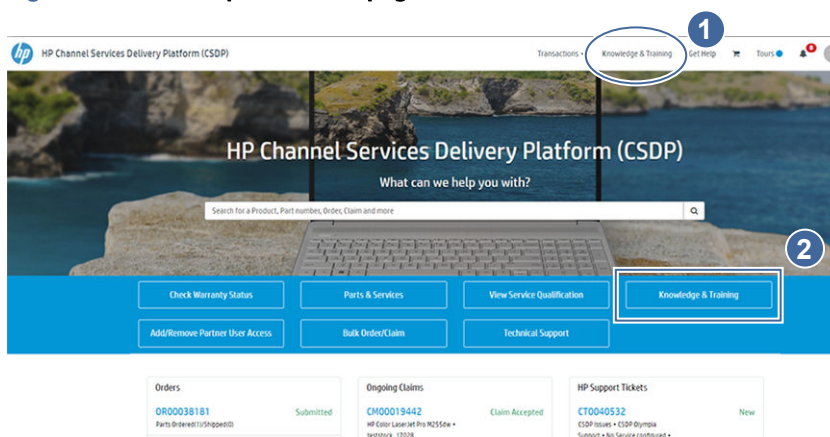 1
hp HP Channel Services Delivery Platform (CSDP) Transactions Knowledge & Training Get Help Tours 0
HP Channel Services Delivery Platform (CSDP)
What can we help you with?
Search for a Product, Part number, Order, Claim and more
2
Check Warranty Status Parts & Services View Service Qualification Knowledge & Training
Add/Remove Partner User Access Bulk Order/Claim Technical Support
Orders Ongoing Claims HP Support Tickets
OR00038181 Submitted CM00019442 Claim Accepted CT0040532 New
Parts Ordered(1)/Shipped(0) HP Color LaserJet Pro M255dw • CSDP Issues • CSDP Olympia
teststock_17028 Support • No Service configured •